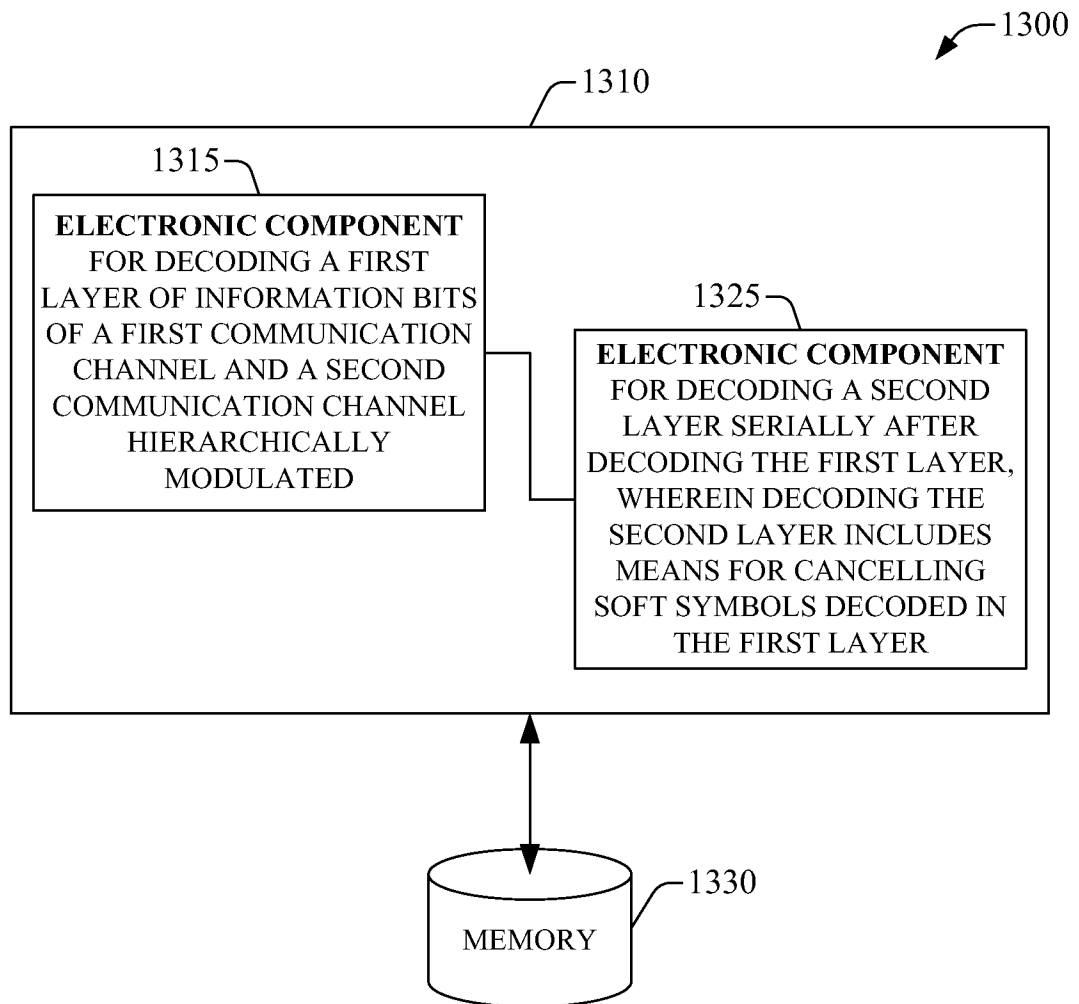 1300
1310
1315
ELECTRONIC COMPONENT
FOR DECODING A FIRST
LAYER OF INFORMATION BITS
OF A FIRST COMMUNICATION
CHANNEL AND A SECOND
COMMUNICATION CHANNEL
HIERARCHICALLY
MODULATED
1325
ELECTRONIC COMPONENT
FOR DECODING A SECOND
LAYER SERIALLY AFTER
DECODING THE FIRST LAYER,
WHEREIN DECODING THE
SECOND LAYER INCLUDES
MEANS FOR CANCELLING
SOFT SYMBOLS DECODED IN
THE FIRST LAYER
1330
MEMORY